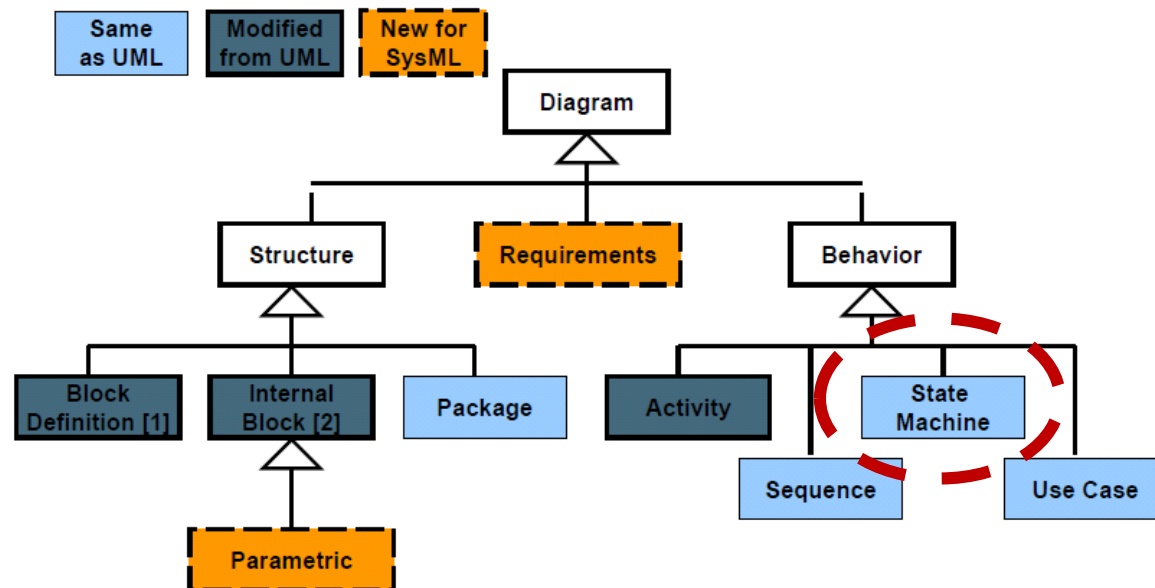 Same
as UML
Modified
from UML
New for
SysML
Diagram
Structure
Requirements
Behavior
Block
Definition [1]
Internal
Block [2]
Package
Activity
State
Machine
Sequence
Use Case
Parametric